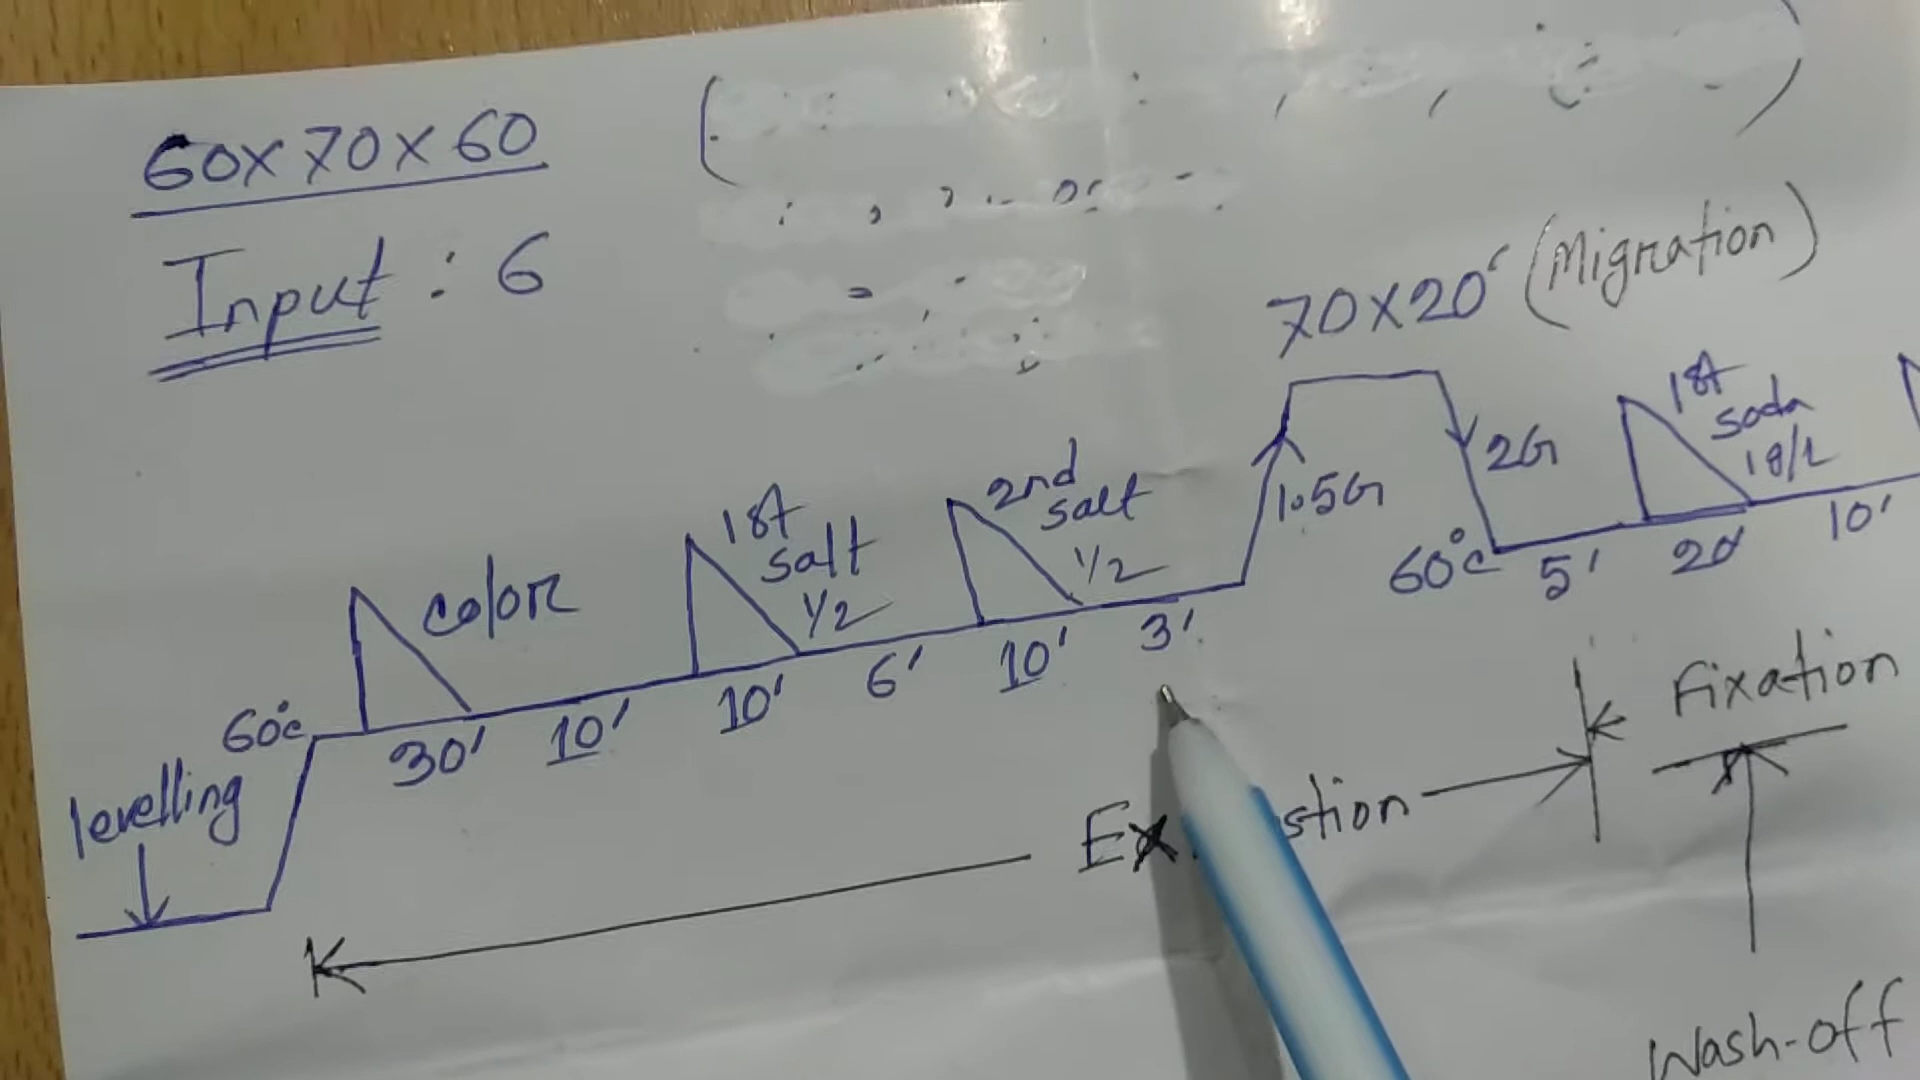 60x70x60
Input : 6
70x20' (Migration)
1st
soda
1g/L
2G
1.5G
2nd
salt
1/2
1st
salt
1/2
color
60°c
5'
20'
10'
60°c
30'
10'
10'
6'
10'
3'
levelling
Fixation
Wash-off